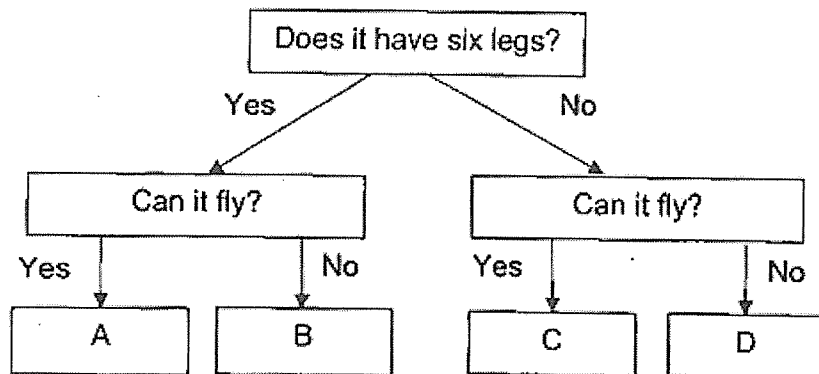 Does it have six legs?
Yes
No
Can it fly?
Can it fly?
Yes
No
Yes
No
A
B
C
D